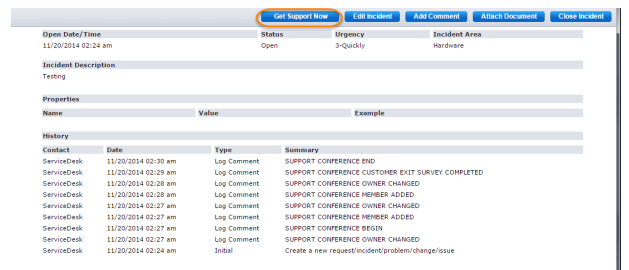 Get Support Now Edit Incident Add Comment Attach Document Close Incident
Open Date/Time Status Urgency Incident Area
11/20/2014 02:24 am Open 3-Quickly Hardware
Incident Description
Testing
Properties
Name Value Example
History
Contact Date Type Summary
ServiceDesk 11/20/2014 02:30 am Log Comment SUPPORT CONFERENCE END
ServiceDesk 11/20/2014 02:29 am Log Comment SUPPORT CONFERENCE CUSTOMER EXIT SURVEY COMPLETED
ServiceDesk 11/20/2014 02:28 am Log Comment SUPPORT CONFERENCE OWNER CHANGED
ServiceDesk 11/20/2014 02:28 am Log Comment SUPPORT CONFERENCE MEMBER ADDED
ServiceDesk 11/20/2014 02:27 am Log Comment SUPPORT CONFERENCE OWNER CHANGED
ServiceDesk 11/20/2014 02:27 am Log Comment SUPPORT CONFERENCE MEMBER ADDED
ServiceDesk 11/20/2014 02:27 am Log Comment SUPPORT CONFERENCE BEGIN
ServiceDesk 11/20/2014 02:27 am Log Comment SUPPORT CONFERENCE OWNER CHANGED
ServiceDesk 11/20/2014 02:24 am Initial Create a new request/incident/problem/change/issue